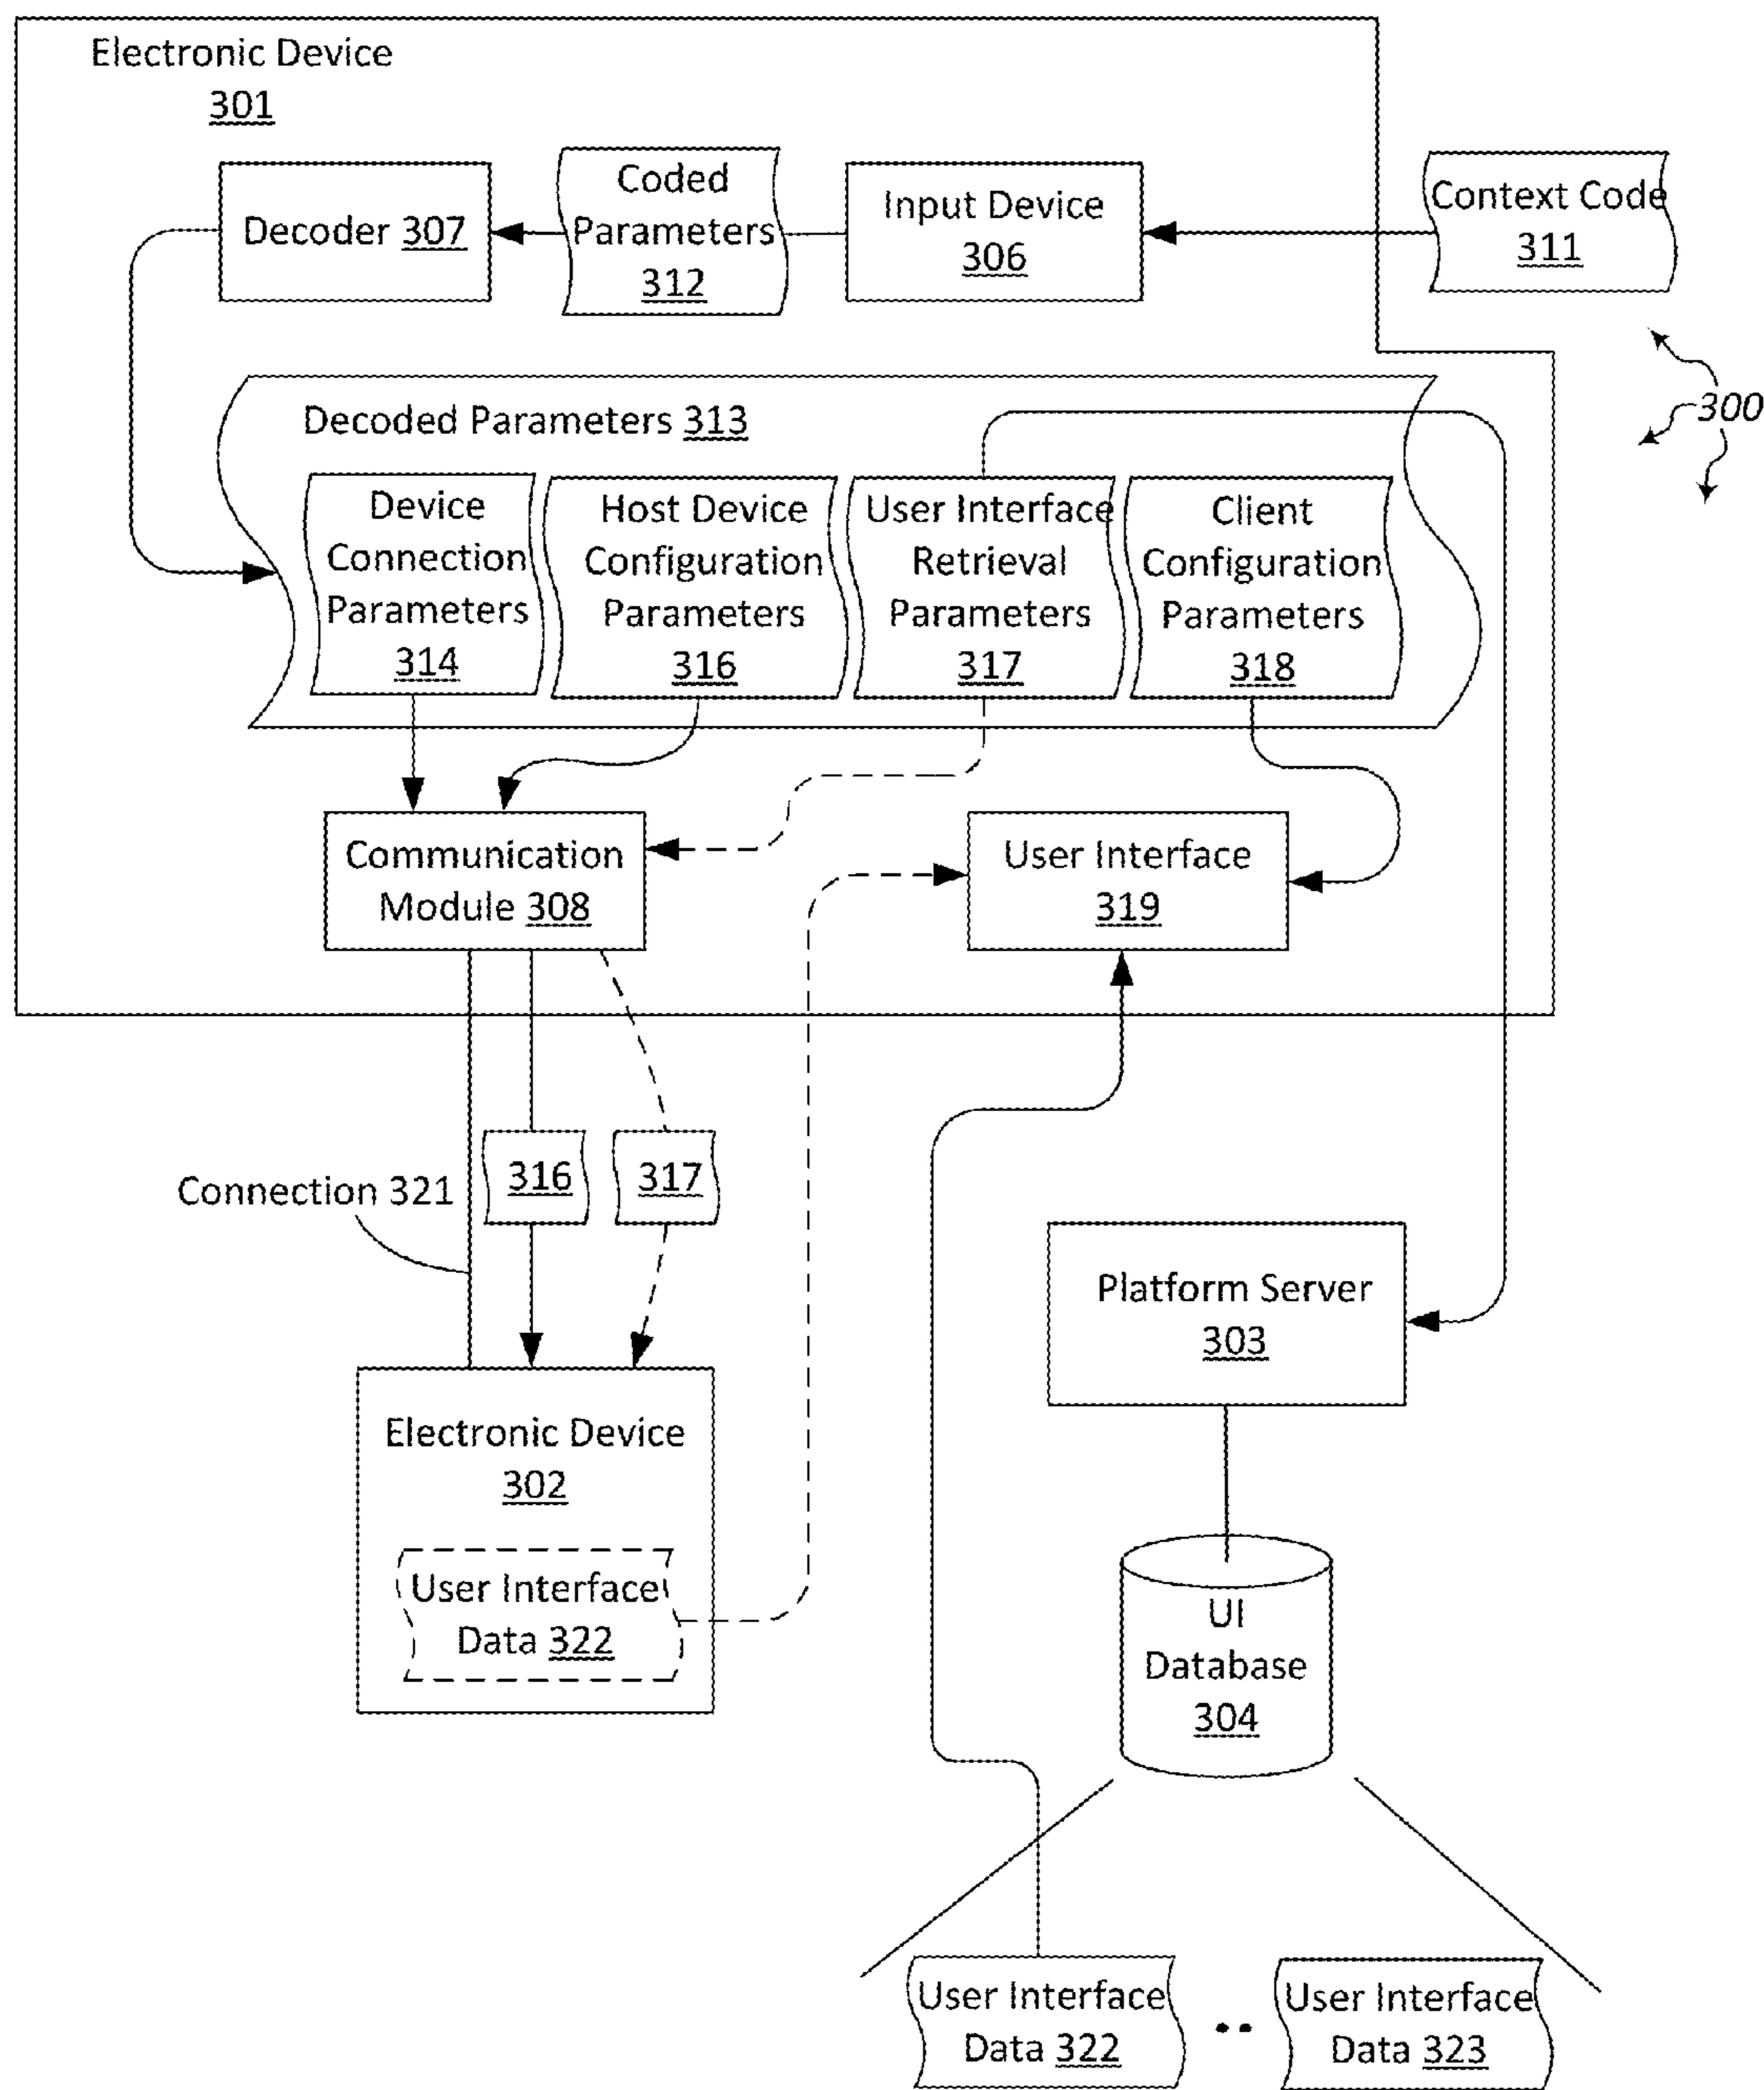 Electronic Device
301
Decoder 307
Coded
Parameters
312
Input Device
306
Context Code
311
300
Decoded Parameters 313
Device
Connection
Parameters
314
Host Device
Configuration
Parameters
316
User Interface
Retrieval
Parameters
317
Client
Configuration
Parameters
318
Communication
Module 308
User Interface
319
Connection 321
316
317
Platform Server
303
Electronic Device
302
User Interface
Data 322
UI
Database
304
User Interface
Data 322
User Interface
Data 323